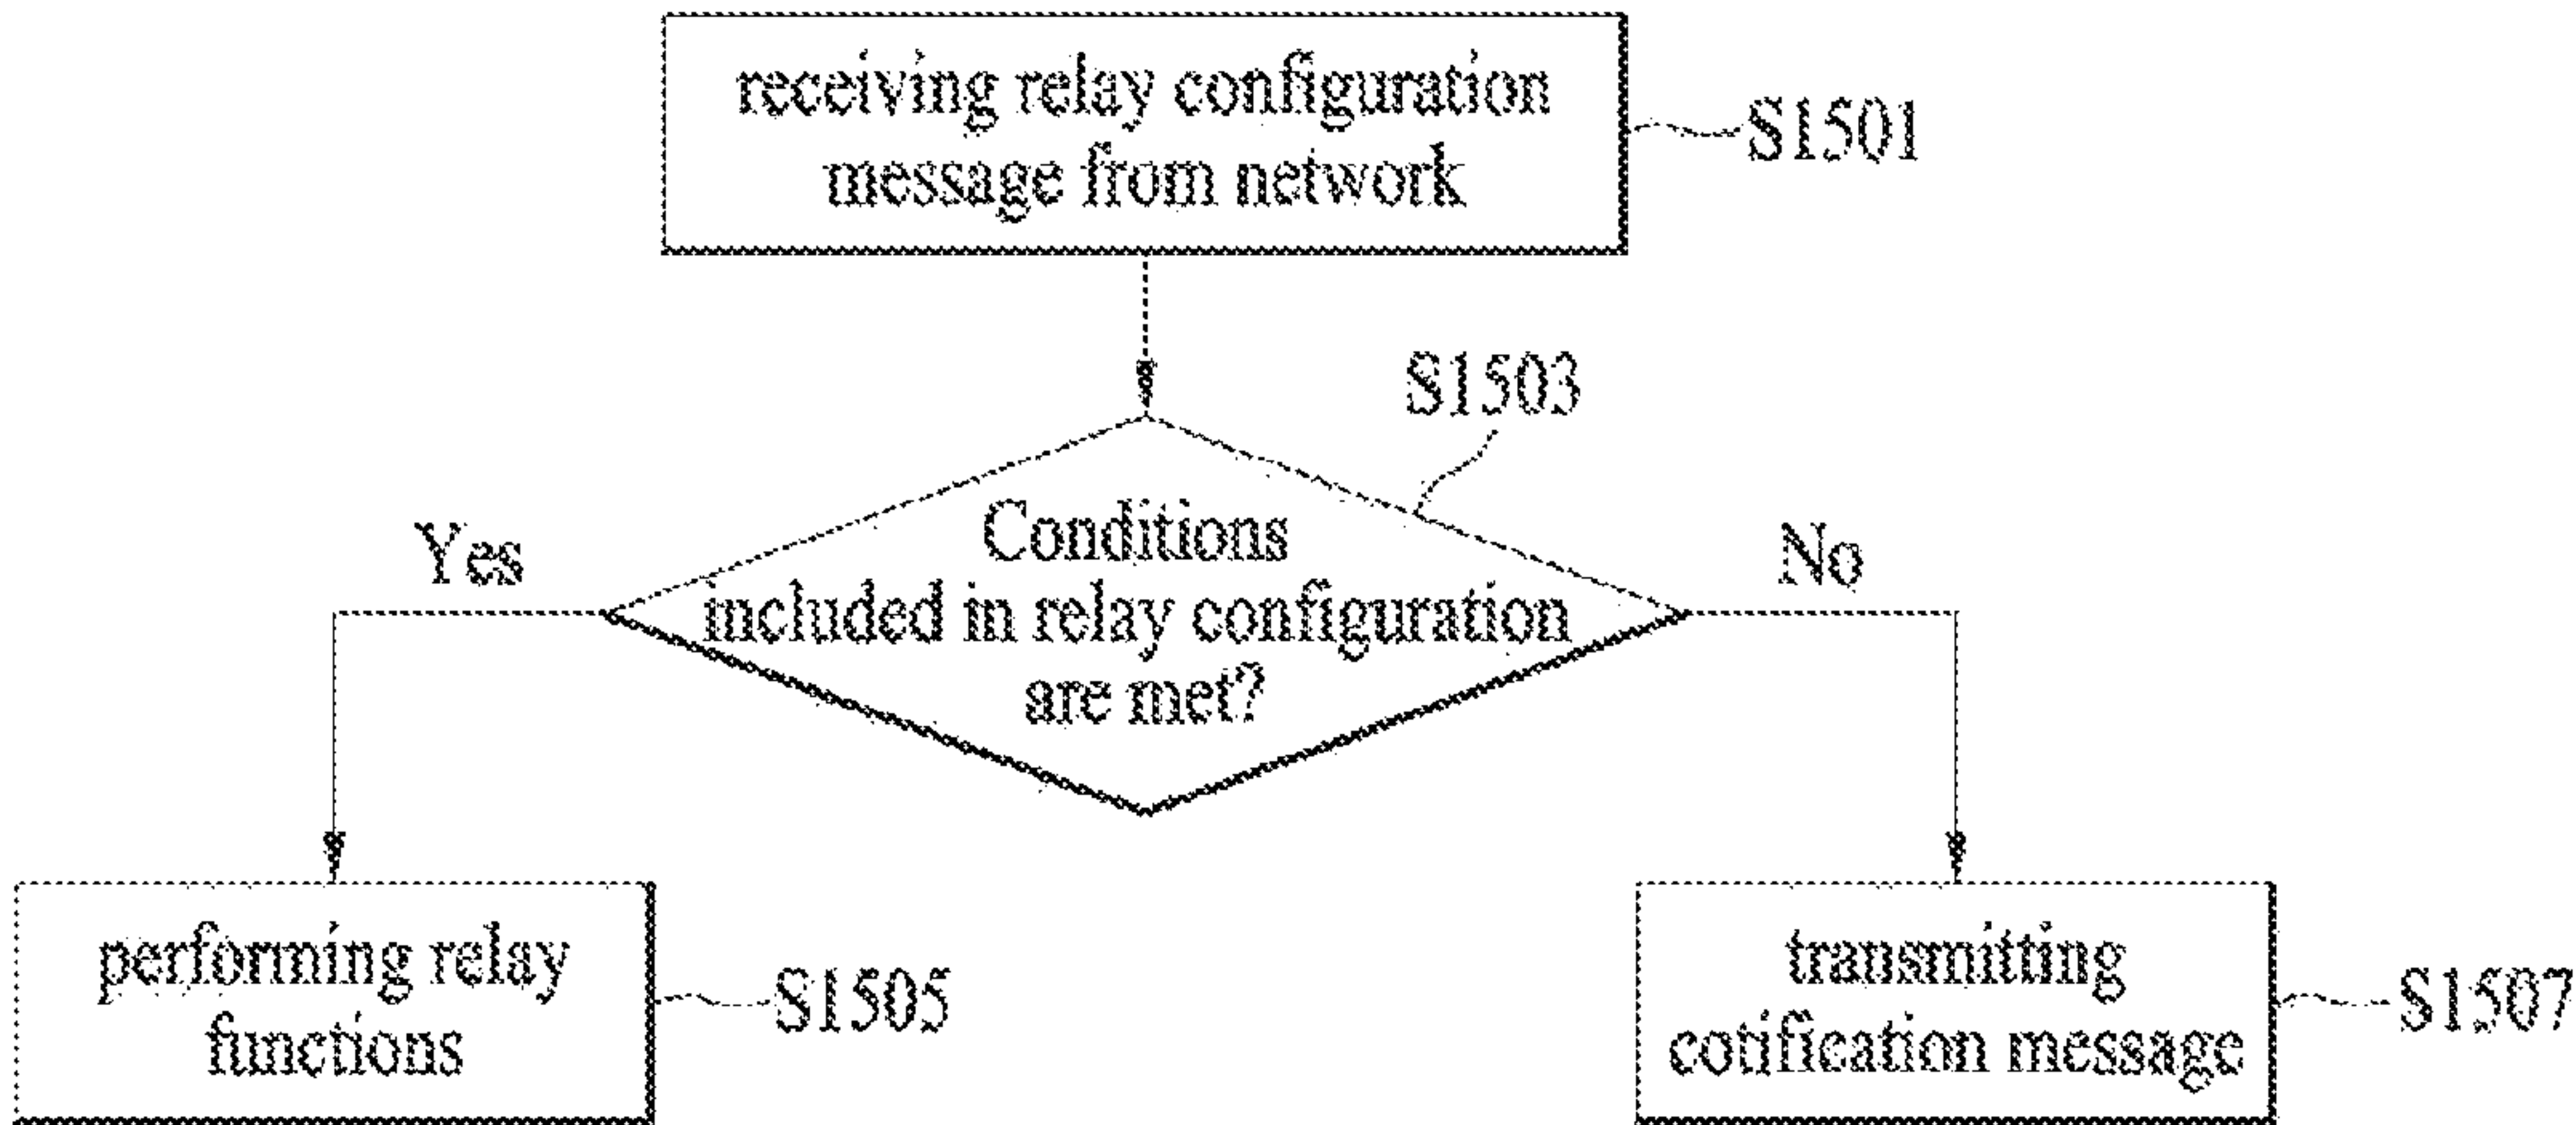 receiving relay configuration
message from network
S1501
S1503
Conditions
included in relay configuration
are met?
Yes
No
performing relay
functions
S1505
transmitting
cotification message
S1507